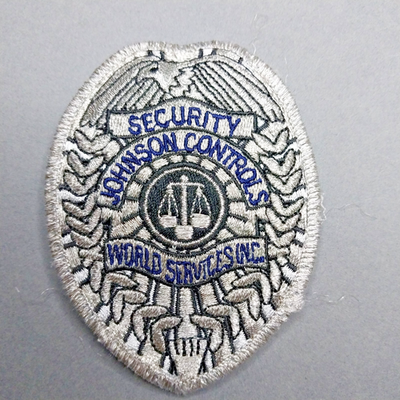 SECURITY
JOHNSON CONTROLS
WORLD SERVICES INC.